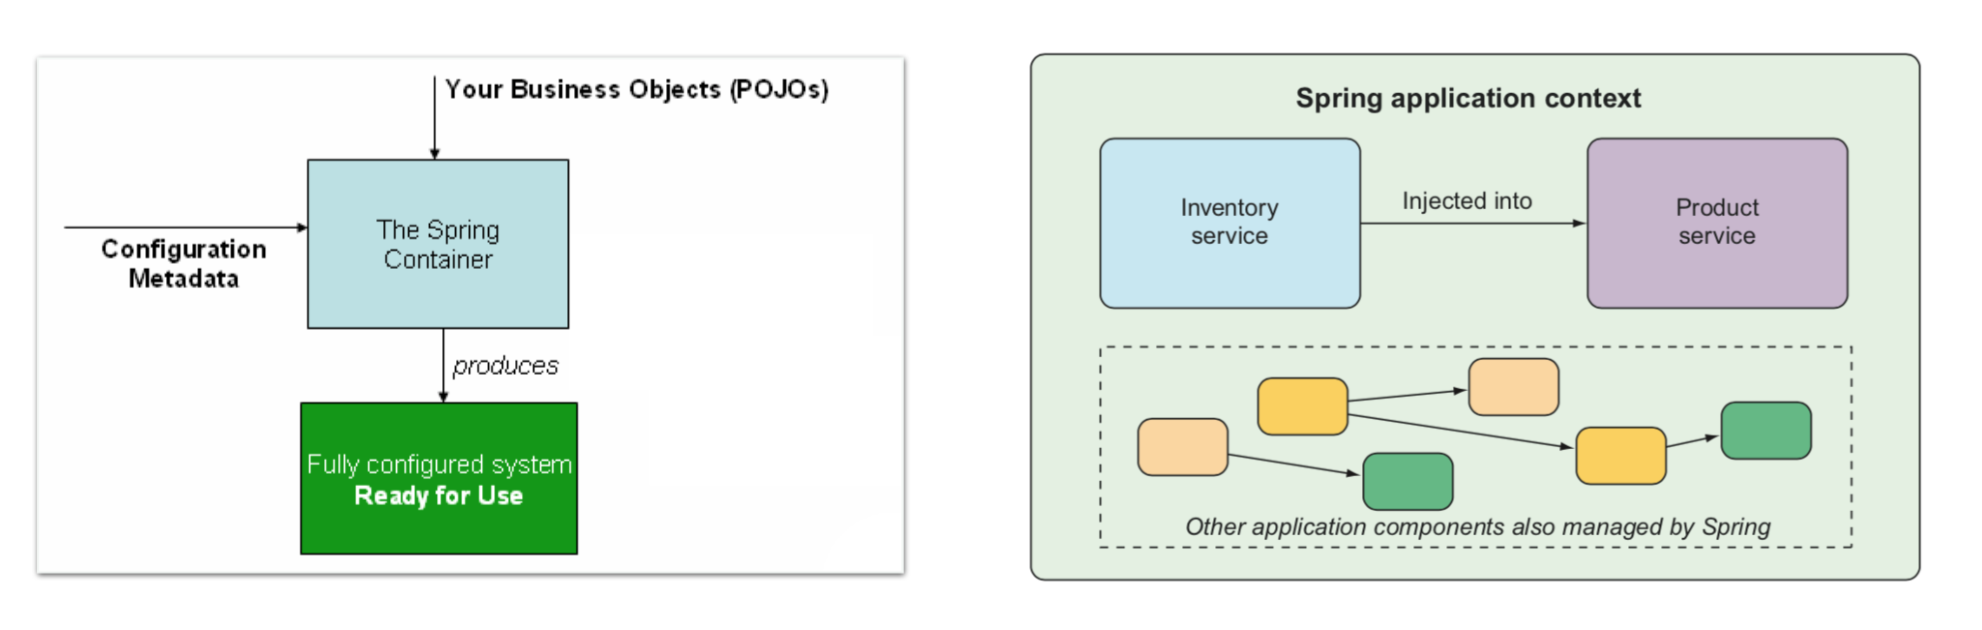 Your Business Objects (POJOs)
The Spring
Container
Configuration
Metadata
produces
Fully configured system
Ready for Use
Spring application context
Inventory
service
Injected into
Product
service
Other application components also managed by Spring